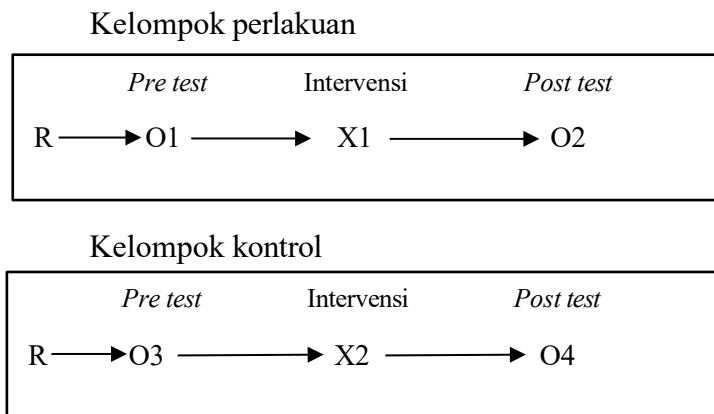 Kelompok perlakuan
Pre test Intervensi Post test
R O1 X1 O2
Kelompok kontrol
Pre test Intervensi Post test
R O3 X2 O4